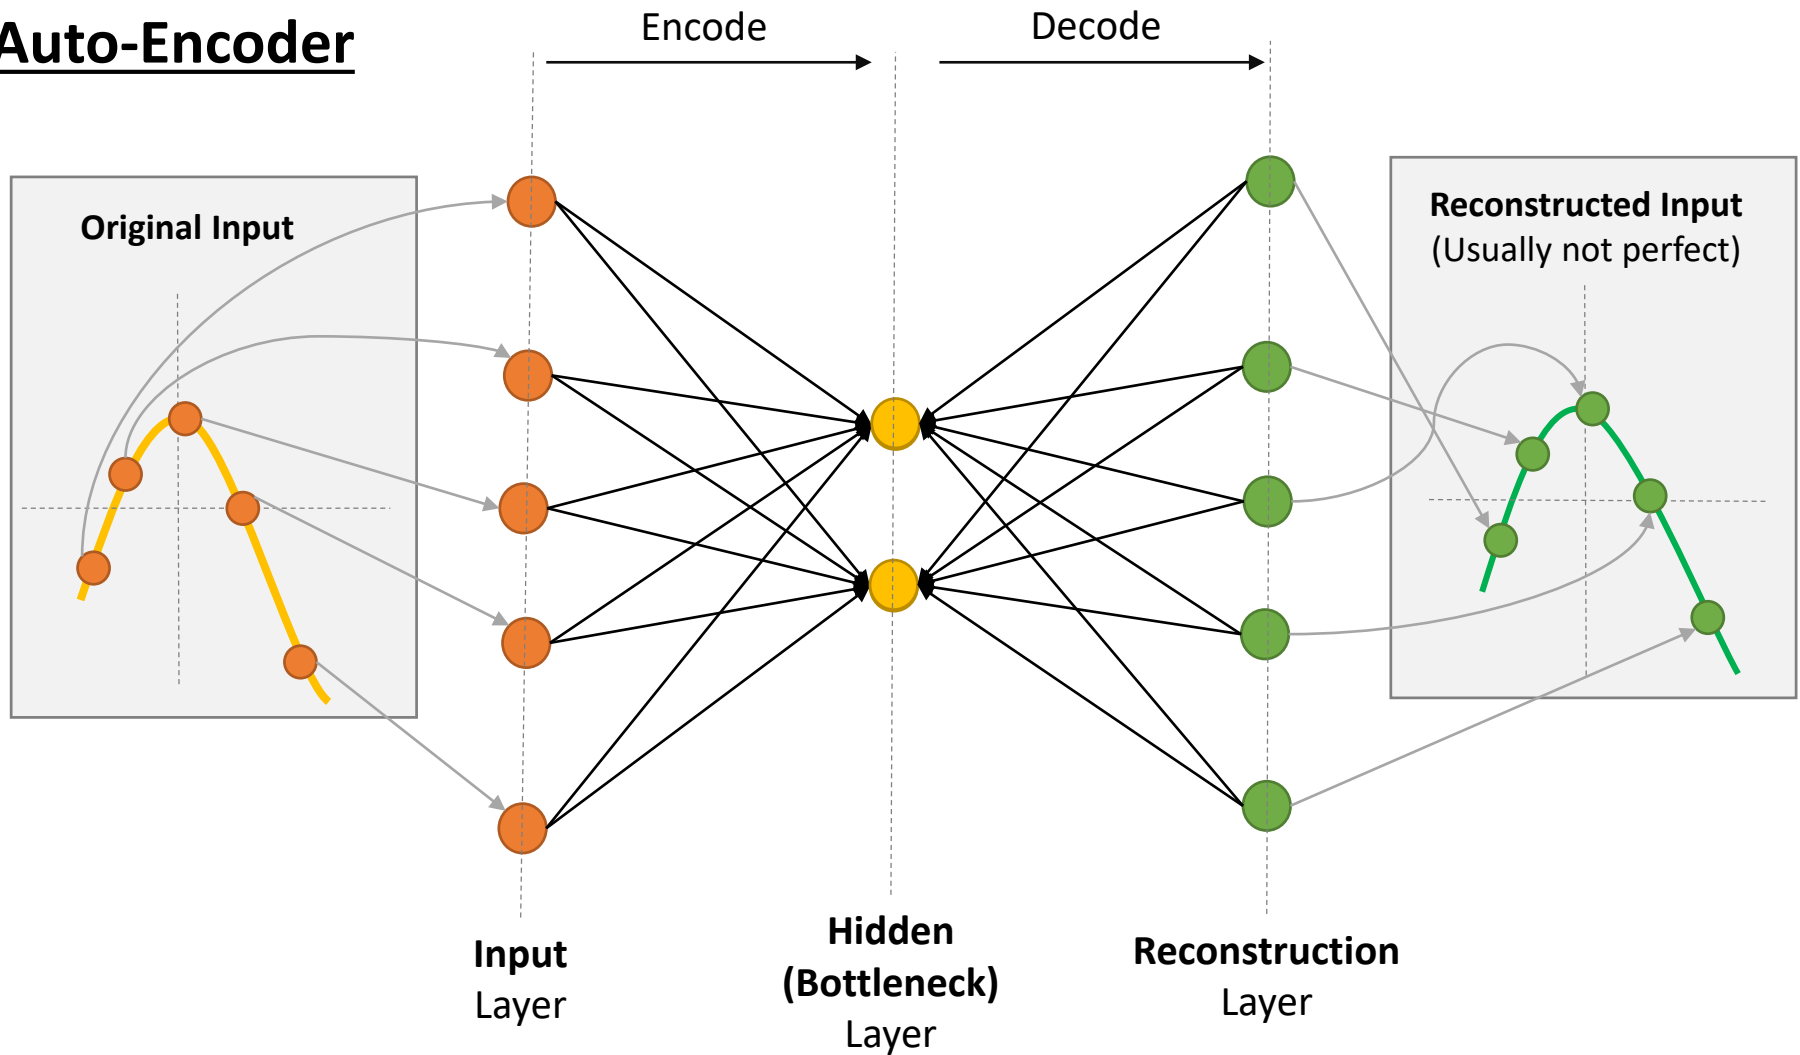 Auto-Encoder
Encode
Decode
Original Input
Reconstructed Input
(Usually not perfect)
Input
Layer
Hidden
(Bottleneck)
Layer
Reconstruction
Layer